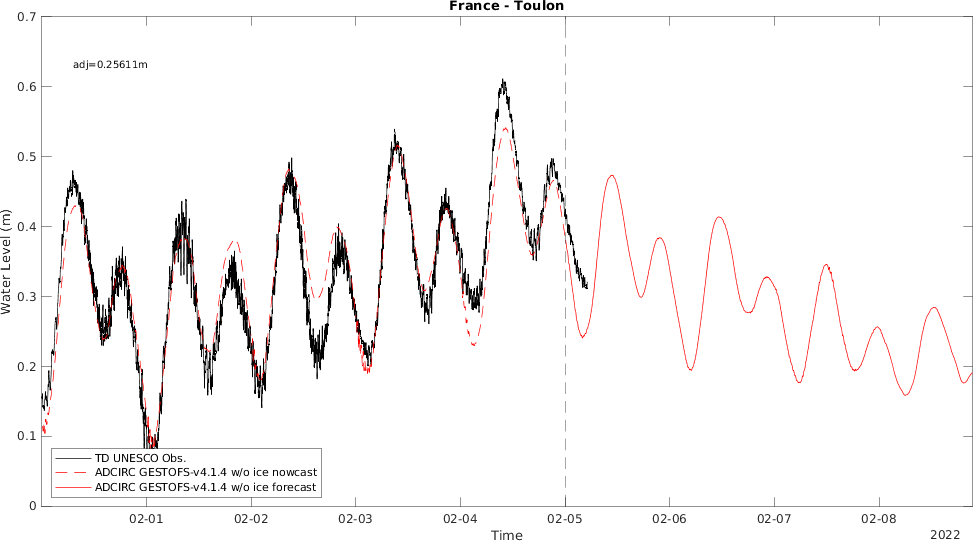 France - Toulon
adj=0.25611m
Water Level (m)
0.7
0.6
0.5
0.4
0.3
0.2
0.1
0
TD UNESCO Obs.
ADCIRC GESTOFS-v4.1.4 w/o ice nowcast
ADCIRC GESTOFS-v4.1.4 w/o ice forecast
02-01 02-02 02-03 02-04 02-05 02-06 02-07 02-08
Time
2022